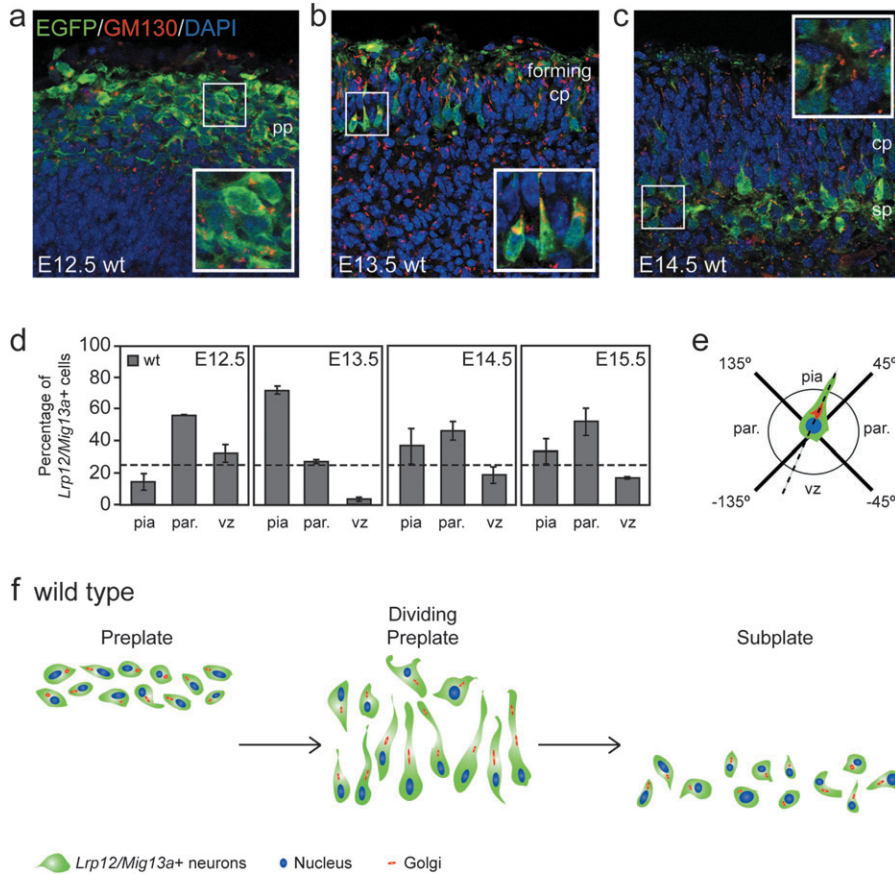 a
EGFP/GM130/DAPI
pp
E12.5 wt
b
forming
cp
E13.5 wt
c
cp
sp
E14.5 wt
d
Percentage of
Lrp12/Mig13a+ cells
100
80
60
40
20
0
wt
E12.5
E13.5
E14.5
E15.5
pia par. vz
pia par. vz
pia par. vz
pia par. vz
e
135º 45º
pia
par. par.
vz
-135º -45º
f wild type
Preplate
Dividing
Preplate
Subplate
Lrp12/Mig13a+ neurons Nucleus Golgi